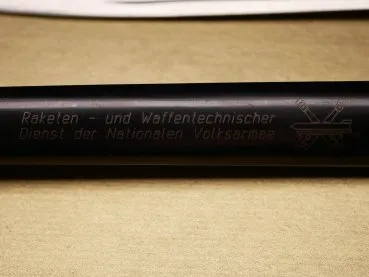 Raketen - und Waffentechnischer
Dienst der Nationalen Volksarmee